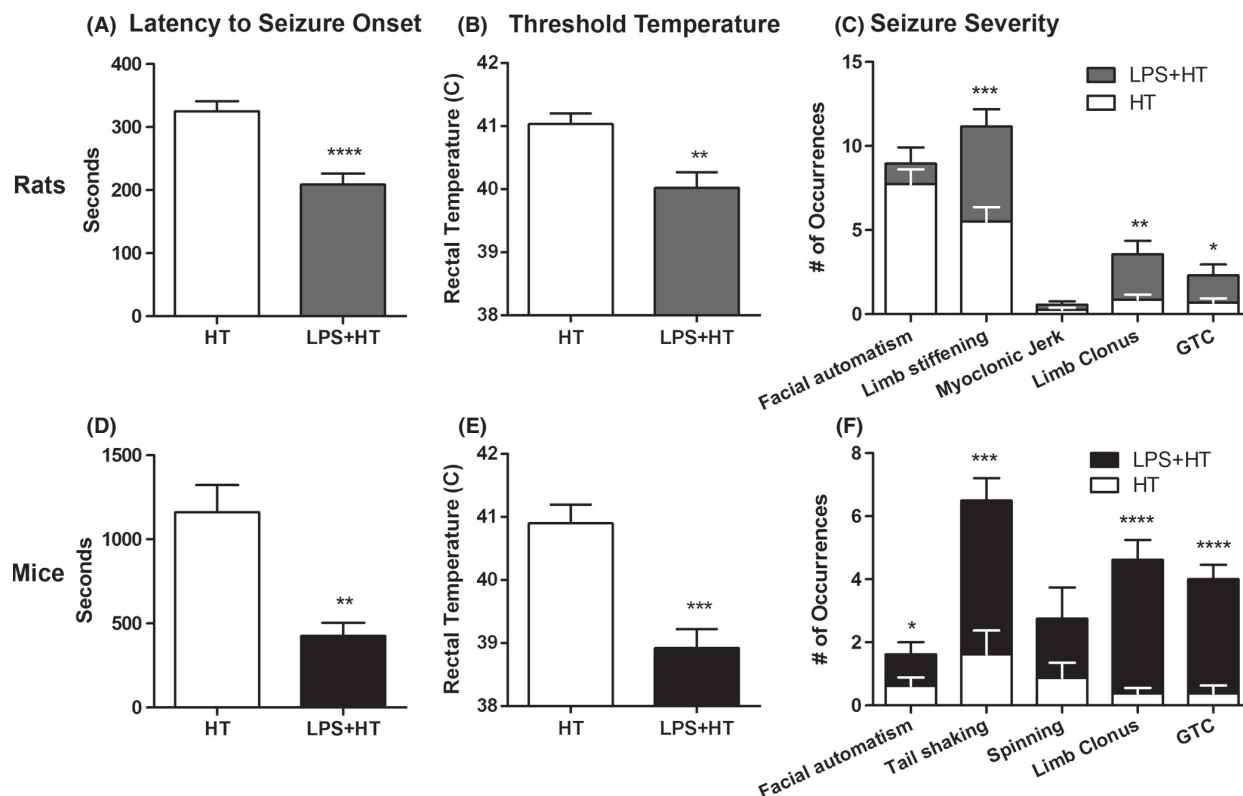 (A) Latency to Seizure Onset
400
300
200
100
0
Seconds
****
HT
LPS+HT
(B) Threshold Temperature
42
41
40
39
38
Rectal Temperature (C)
**
HT
LPS+HT
(C) Seizure Severity
15
10
5
0
# of Occurrences
LPS+HT
HT
***
**
*
Facial automatism
Limb stiffening
Myoclonic Jerk
Limb Clonus
GTC
Rats
(D)
1500
1000
500
0
Seconds
**
HT
LPS+HT
(E)
42
41
40
39
38
Rectal Temperature (C)
***
HT
LPS+HT
(F)
8
6
4
2
0
# of Occurrences
LPS+HT
HT
*
***
****
****
Facial automatism
Tail shaking
Spinning
Limb Clonus
GTC
Mice